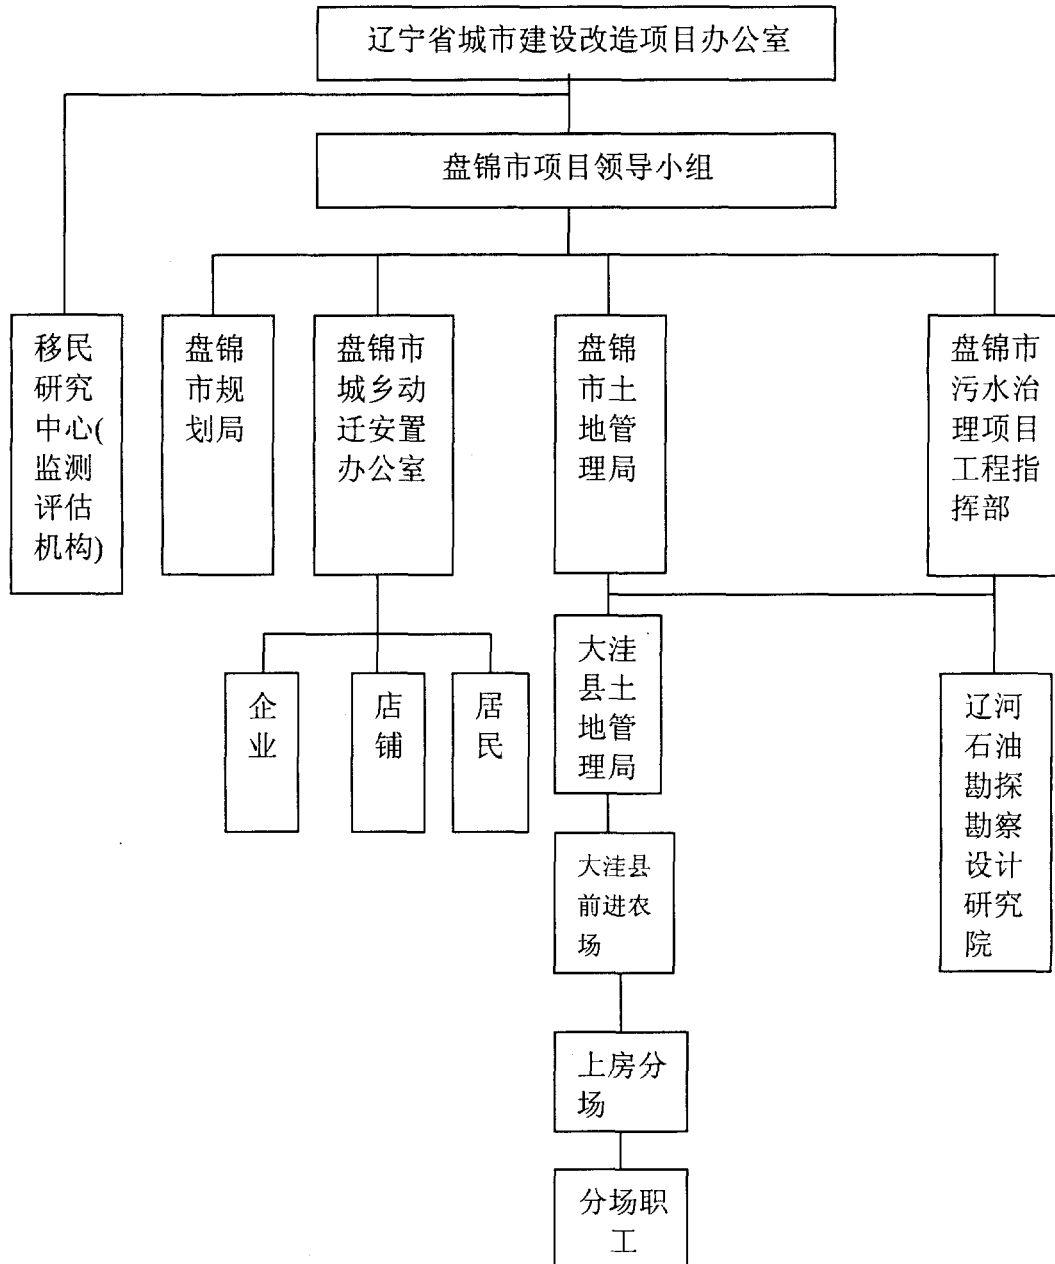 辽宁省城市建设改造项目办公室
盘锦市项目领导小组
移民
研究
中心(
监测
评估
机构)
盘锦
市规
划局
盘锦市
城乡动
迁安置
办公室
盘锦
市土
地管
理局
盘锦市
污水治
理项目
工程指
挥部
企
业
店
铺
居
民
大洼
县土
地管
理局
辽河
石油
勘探
勘察
设计
研究
院
大洼县
前进农
场
上房分
场
分场职
工